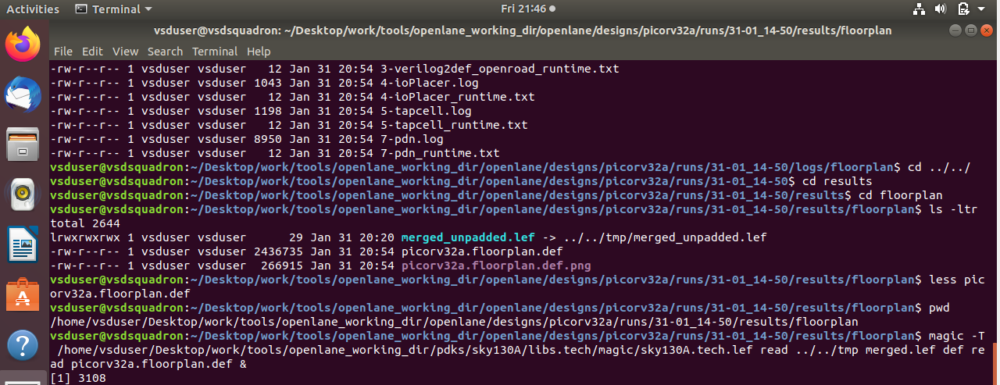 Activities Terminal Fri 21:46
vsduser@vsdsquadron: ~/Desktop/work/tools/openlane_working_dir/openlane/designs/picorv32a/runs/31-01_14-50/results/floorplan
File Edit View Search Terminal Help
-rw-r--r-- 1 vsduser vsduser   12 Jan 31 20:54 3-verilog2def_openroad_runtime.txt
-rw-r--r-- 1 vsduser vsduser 1043 Jan 31 20:54 4-ioPlacer.log
-rw-r--r-- 1 vsduser vsduser   12 Jan 31 20:54 4-ioPlacer_runtime.txt
-rw-r--r-- 1 vsduser vsduser 1198 Jan 31 20:54 5-tapcell.log
-rw-r--r-- 1 vsduser vsduser   12 Jan 31 20:54 5-tapcell_runtime.txt
-rw-r--r-- 1 vsduser vsduser 8950 Jan 31 20:54 7-pdn.log
-rw-r--r-- 1 vsduser vsduser   12 Jan 31 20:54 7-pdn_runtime.txt
vsduser@vsdsquadron:~/Desktop/work/tools/openlane_working_dir/openlane/designs/picorv32a/runs/31-01_14-50/logs/floorplan$ cd ../../
vsduser@vsdsquadron:~/Desktop/work/tools/openlane_working_dir/openlane/designs/picorv32a/runs/31-01_14-50$ cd results
vsduser@vsdsquadron:~/Desktop/work/tools/openlane_working_dir/openlane/designs/picorv32a/runs/31-01_14-50/results$ cd floorplan
vsduser@vsdsquadron:~/Desktop/work/tools/openlane_working_dir/openlane/designs/picorv32a/runs/31-01_14-50/results/floorplan$ ls -ltr
total 2644
lrwxrwxrwx 1 vsduser vsduser      29 Jan 31 20:20 merged_unpadded.lef -> ../../tmp/merged_unpadded.lef
-rw-r--r-- 1 vsduser vsduser 2436735 Jan 31 20:54 picorv32a.floorplan.def
-rw-r--r-- 1 vsduser vsduser  266915 Jan 31 20:54 picorv32a.floorplan.def.png
vsduser@vsdsquadron:~/Desktop/work/tools/openlane_working_dir/openlane/designs/picorv32a/runs/31-01_14-50/results/floorplan$ less pic
orv32a.floorplan.def
vsduser@vsdsquadron:~/Desktop/work/tools/openlane_working_dir/openlane/designs/picorv32a/runs/31-01_14-50/results/floorplan$ pwd
/home/vsduser/Desktop/work/tools/openlane_working_dir/openlane/designs/picorv32a/runs/31-01_14-50/results/floorplan
vsduser@vsdsquadron:~/Desktop/work/tools/openlane_working_dir/openlane/designs/picorv32a/runs/31-01_14-50/results/floorplan$ magic -T
 /home/vsduser/Desktop/work/tools/openlane_working_dir/pdks/sky130A/libs.tech/magic/sky130A.tech.lef read ../../tmp merged.lef def re
ad picorv32a.floorplan.def &
[1] 3108